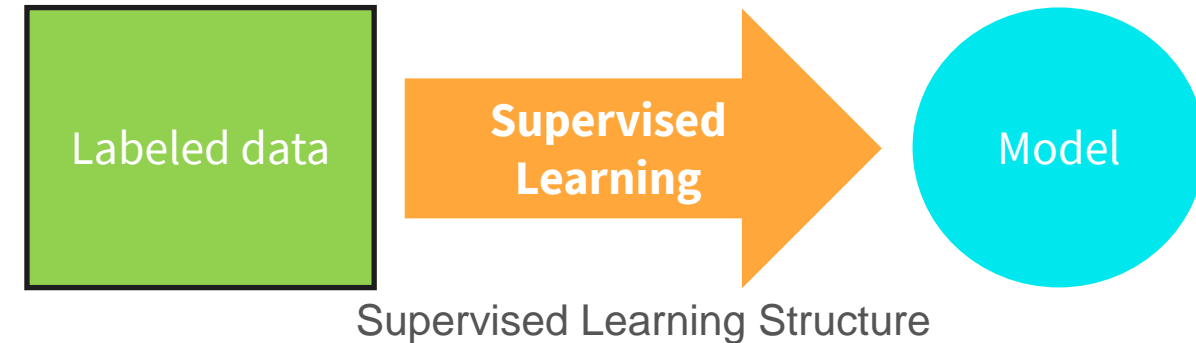 Labeled data
Supervised
Learning
Model
Supervised Learning Structure